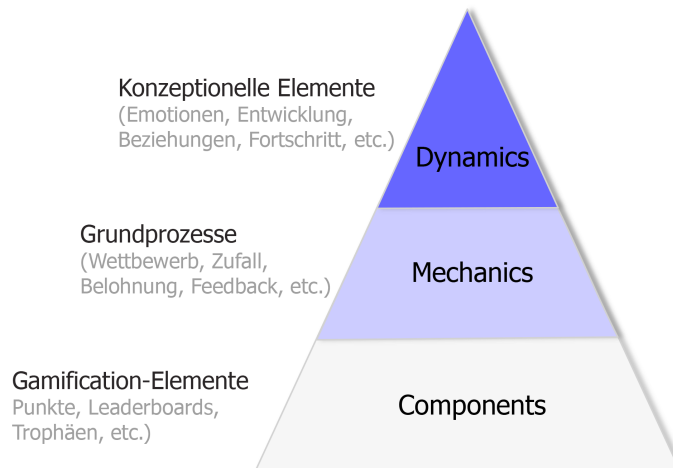 Konzeptionelle Elemente
(Emotionen, Entwicklung,
Beziehungen, Fortschritt, etc.)
Dynamics
Grundprozesse
(Wettbewerb, Zufall,
Belohnung, Feedback, etc.)
Mechanics
Gamification-Elemente
Punkte, Leaderboards,
Trophäen, etc.)
Components